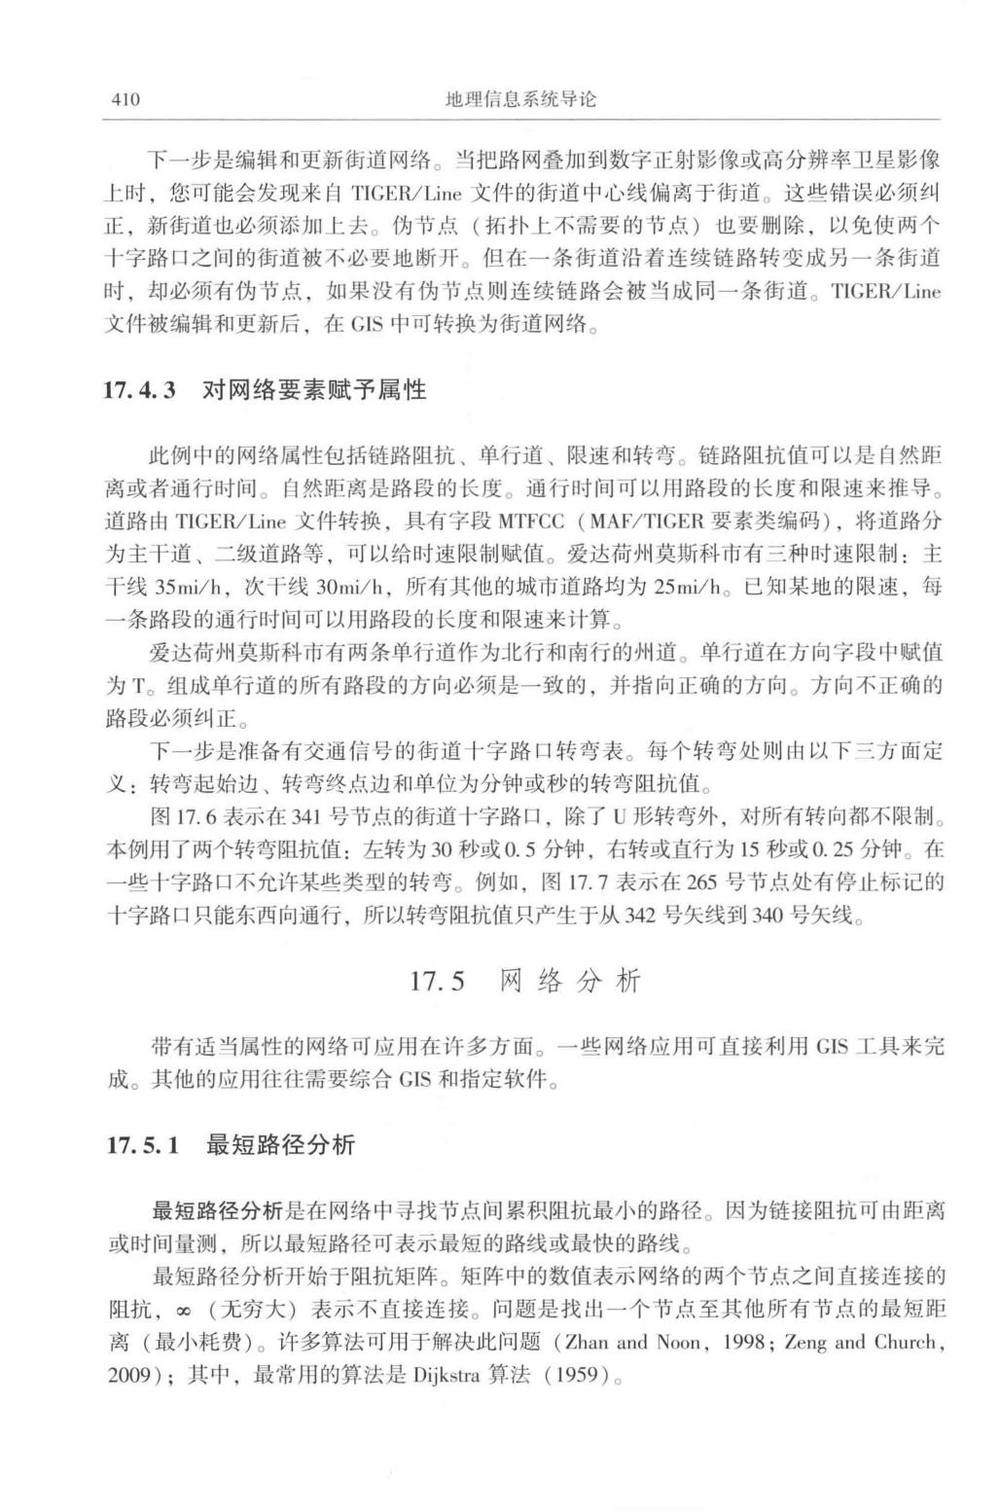 410
地理信息系统导论
下一步是编辑和更新街道网络。当把路网叠加到数字正射影像或高分辨率卫星影像
上时，您可能会发现来自 TIGER/Line 文件的街道中心线偏离于街道。这些错误必须纠
正，新街道也必须添加上去。伪节点（拓扑上不需要的节点）也要删除，以免使两个
十字路口之间的街道被不必要地断开。但在一条街道沿着连续链路转变成另一条街道
时，却必须有伪节点，如果没有伪节点则连续链路会被当成同一条街道。TIGER/Line
文件被编辑和更新后，在 GIS 中可转换为街道网络。
17.4.3 对网络要素赋予属性
此例中的网络属性包括链路阻抗、单行道、限速和转弯。链路阻抗值可以是自然距
离或者通行时间。自然距离是路段的长度。通行时间可以用路段的长度和限速来推导。
道路由 TIGER/Line 文件转换，具有字段 MTFCC（MAF/TIGER 要素类编码），将道路分
为主干道、二级道路等，可以给时速限制赋值。爱达荷州莫斯科市有三种时速限制：主
干线 35mi/h，次干线 30mi/h，所有其他的城市道路均为 25mi/h。已知某地的限速，每
一条路段的通行时间可以用路段的长度和限速来计算。
爱达荷州莫斯科市有两条单行道作为北行和南行的州道。单行道在方向字段中赋值
为 T。组成单行道的所有路段的方向必须是一致的，并指向正确的方向。方向不正确的
路段必须纠正。
下一步是准备有交通信号的街道十字路口转弯表。每个转弯处则由以下三方面定
义：转弯起始边、转弯终点边和单位为分钟或秒的转弯阻抗值。
图 17.6 表示在 341 号节点的街道十字路口，除了 U 形转弯外，对所有转向都不限制。
本例用了两个转弯阻抗值：左转为 30 秒或 0.5 分钟，右转或直行为 15 秒或 0.25 分钟。在
一些十字路口不允许某些类型的转弯。例如，图 17.7 表示在 265 号节点处有停止标记的
十字路口只能东西向通行，所以转弯阻抗值只产生于从 342 号矢线到 340 号矢线。
17.5 网络分析
带有适当属性的网络可应用在许多方面。一些网络应用可直接利用 GIS 工具来完
成。其他的应用往往需要综合 GIS 和指定软件。
17.5.1 最短路径分析
最短路径分析是在网络中寻找节点间累积阻抗最小的路径。因为链接阻抗可由距离
或时间量测，所以最短路径可表示最短的路线或最快的路线。
最短路径分析开始于阻抗矩阵。矩阵中的数值表示网络的两个节点之间直接连接的
阻抗，∞（无穷大）表示不直接连接。问题是找出一个节点至其他所有节点的最短距
离（最小耗费）。许多算法可用于解决此问题（Zhan and Noon，1998；Zeng and Church，
2009）；其中，最常用的算法是 Dijkstra 算法（1959）。